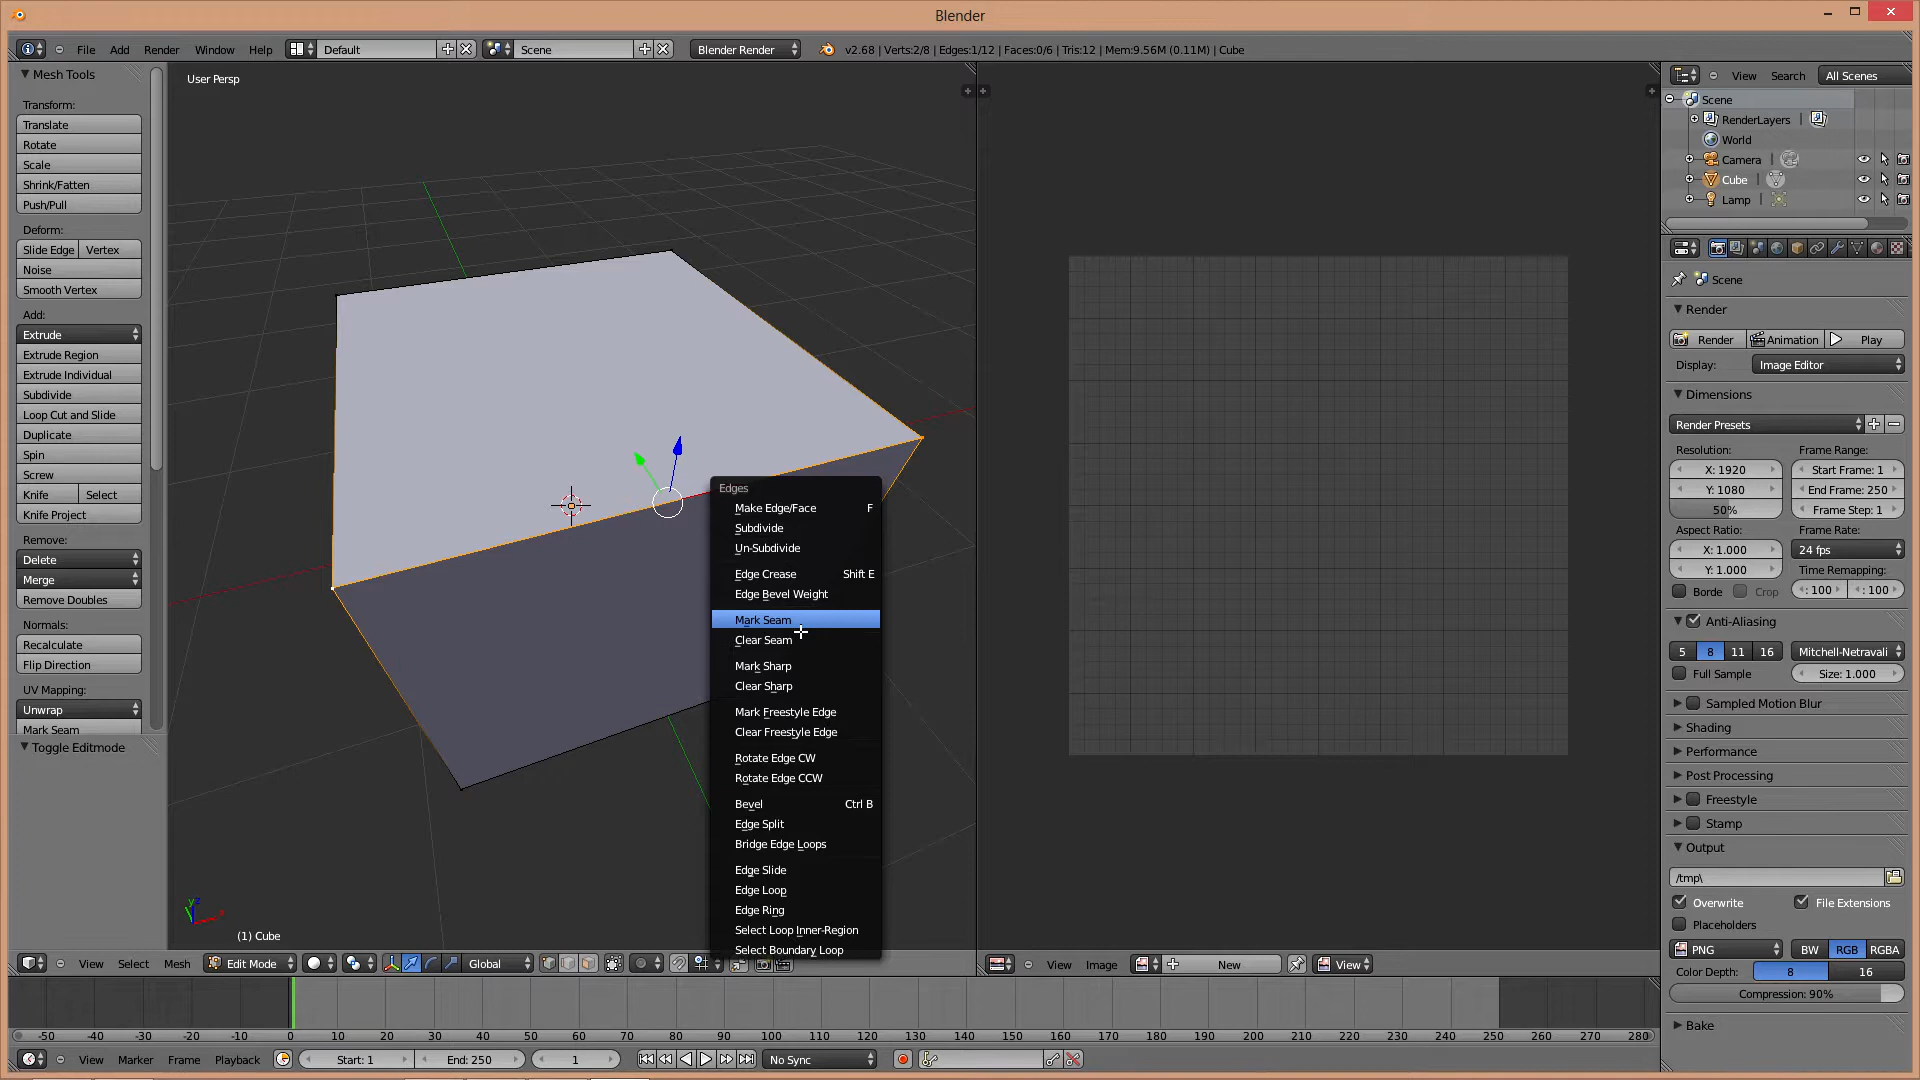 Blender
File Add Render Window Help
Default
Scene
Blender Render
v2.68 | Verts:2/8 | Edges:1/12 | Faces:0/6 | Tris:12 | Mem:9.56M (0.11M) | Cube
Mesh Tools
Transform:
Translate
Rotate
Scale
Shrink/Fatten
Push/Pull
Deform:
Slide Edge Vertex
Noise
Smooth Vertex
Add:
Extrude
Extrude Region
Extrude Individual
Subdivide
Loop Cut and Slide
Duplicate
Spin
Screw
Knife Select
Knife Project
Remove:
Delete
Merge
Remove Doubles
Normals:
Recalculate
Flip Direction
UV Mapping:
Unwrap
Mark Seam
Toggle Editmode
User Persp
(1) Cube
Edges
Make Edge/Face F
Subdivide
Un-Subdivide
Edge Crease Shift E
Edge Bevel Weight
Mark Seam
Clear Seam
Mark Sharp
Clear Sharp
Mark Freestyle Edge
Clear Freestyle Edge
Rotate Edge CW
Rotate Edge CCW
Bevel Ctrl B
Edge Split
Bridge Edge Loops
Edge Slide
Edge Loop
Edge Ring
Select Loop Inner-Region
Select Boundary Loop
View Select Mesh Edit Mode Global
View Image New View
View Search All Scenes
Scene
RenderLayers
World
Camera
Cube
Lamp
Scene
Render
Render Animation Play
Display: Image Editor
Dimensions
Render Presets
Resolution: Frame Range:
X: 1920 Start Frame: 1
Y: 1080 End Frame: 250
50% Frame Step: 1
Aspect Ratio: Frame Rate:
X: 1.000 24 fps
Y: 1.000 Time Remapping:
Borde Crop : 100 : 100
Anti-Aliasing
5 8 11 16 Mitchell-Netravali
Full Sample Size: 1.000
Sampled Motion Blur
Shading
Performance
Post Processing
Freestyle
Stamp
Output
/tmp\
Overwrite File Extensions
Placeholders
PNG BW RGB RGBA
Color Depth: 8 16
Compression: 90%
Bake
-50 -40 -30 -20 -10 0 10 20 30 40 50 60 70 80 90 100 110 120 130 140 150 160 170 180 190 200 210 220 230 240 250 260 270 280
View Marker Frame Playback Start: 1 End: 250 1 No Sync